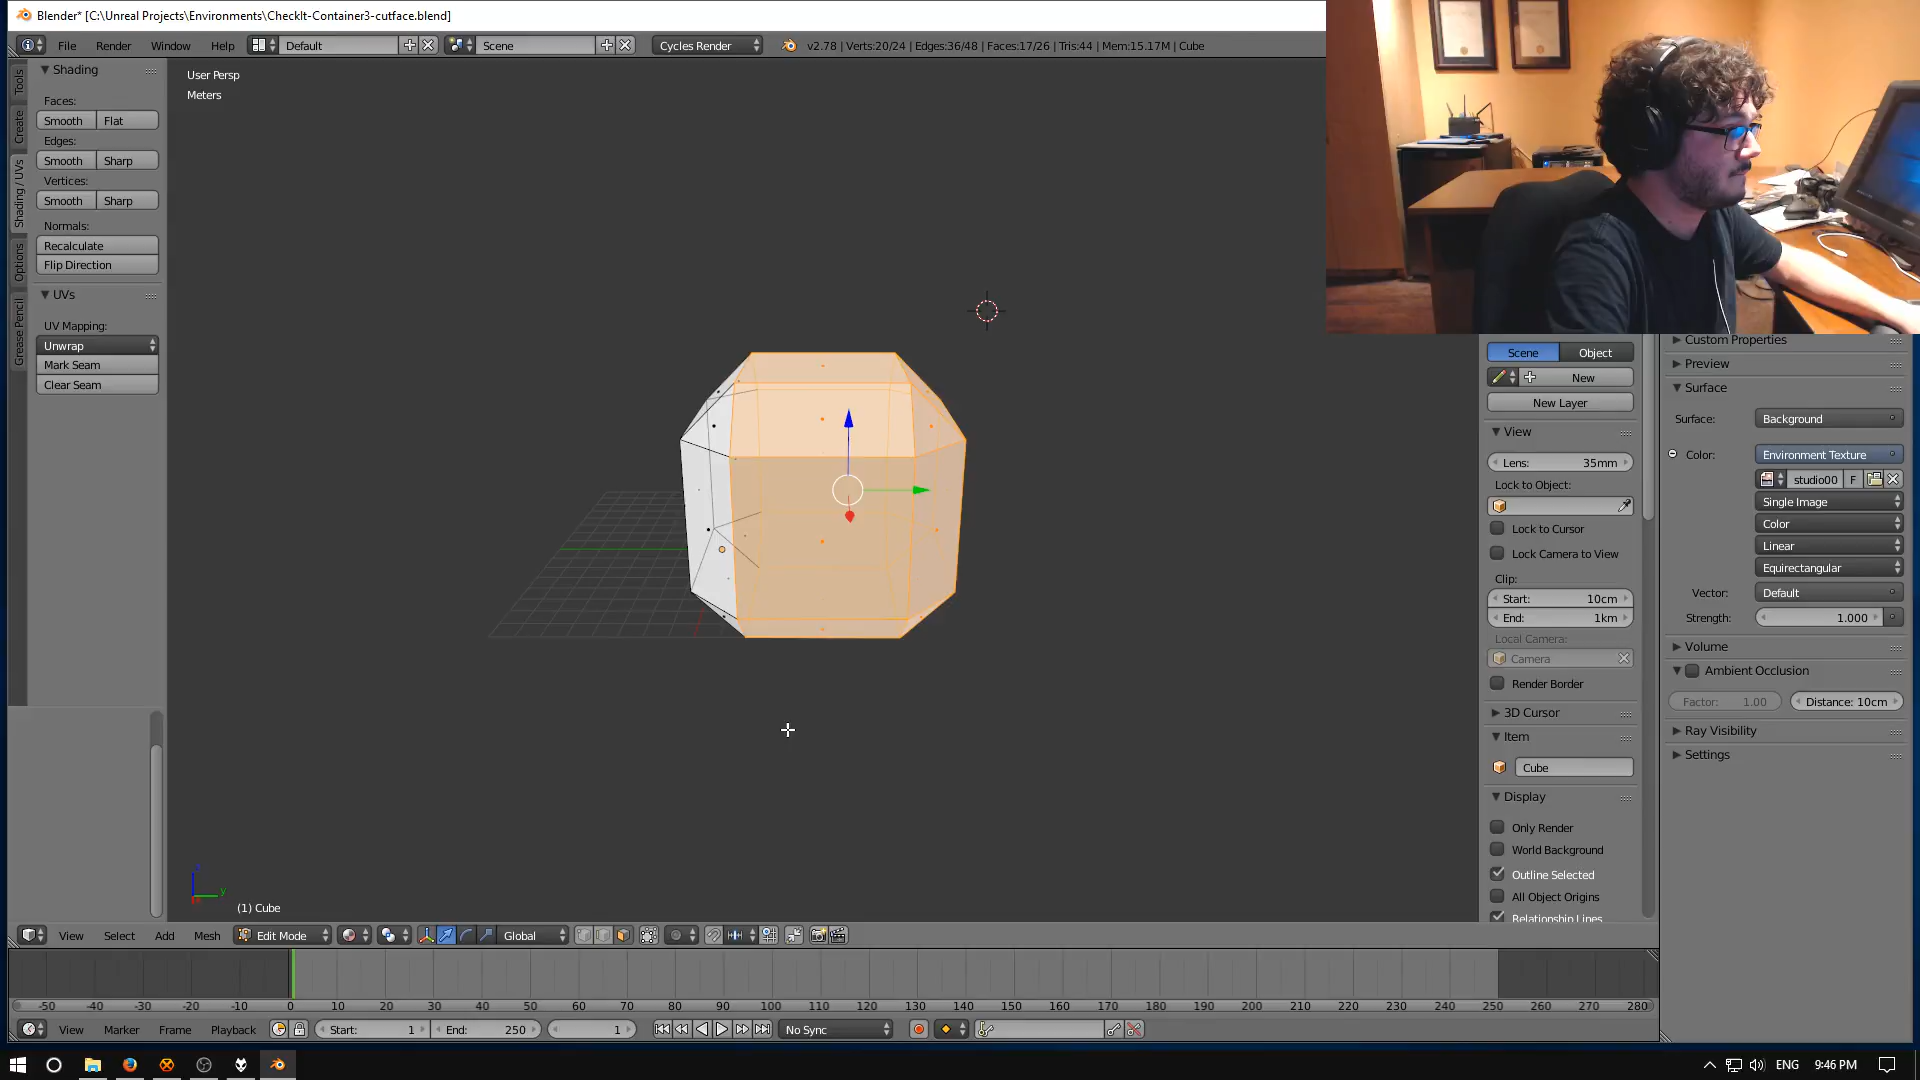 Blender* [C:\Unreal Projects\Environments\CheckIt-Container3-cutface.blend]
File Render Window Help Default Scene Cycles Render v2.78 | Verts:20/24 | Edges:36/48 | Faces:17/26 | Tris:44 | Mem:15.17M | Cube
Shading
Faces:
Smooth Flat
Edges:
Smooth Sharp
Vertices:
Smooth Sharp
Normals:
Recalculate
Flip Direction
UVs
UV Mapping:
Unwrap
Mark Seam
Clear Seam
Tools
Create
Shading / UVs
Options
Grease Pencil
User Persp
Meters
z
y
(1) Cube
Scene Object
New
New Layer
View
Lens: 35mm
Lock to Object:
Lock to Cursor
Lock Camera to View
Clip:
Start: 10cm
End: 1km
Local Camera:
Camera
Render Border
3D Cursor
Item
Cube
Display
Only Render
World Background
Outline Selected
All Object Origins
Relationship Lines
Custom Properties
Preview
Surface
Surface: Background
Color: Environment Texture
studio00 F
Single Image
Color
Linear
Equirectangular
Vector: Default
Strength: 1.000
Volume
Ambient Occlusion
Factor: 1.00 Distance: 10cm
Ray Visibility
Settings
View Select Add Mesh Edit Mode Global
-50 -40 -30 -20 -10 0 10 20 30 40 50 60 70 80 90 100 110 120 130 140 150 160 170 180 190 200 210 220 230 240 250 260 270 280
View Marker Frame Playback Start: 1 End: 250 1 No Sync
ENG 9:46 PM